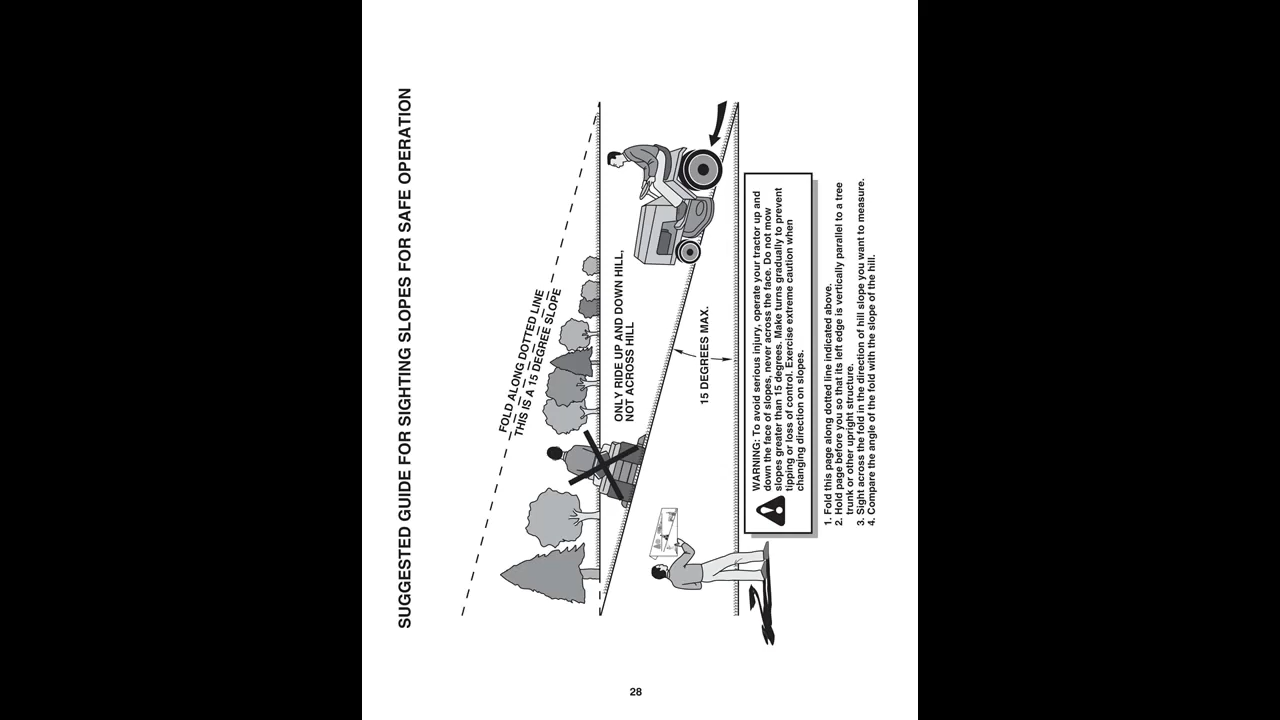 SUGGESTED GUIDE FOR SIGHTING SLOPES FOR SAFE OPERATION
FOLD ALONG DOTTED LINE
THIS IS A 15 DEGREE SLOPE
ONLY RIDE UP AND DOWN HILL,
NOT ACROSS HILL
15 DEGREES MAX.
WARNING: To avoid serious injury, operate your tractor up and
down the face of slopes, never across the face. Do not mow
slopes greater than 15 degrees. Make turns gradually to prevent
tipping or loss of control. Exercise extreme caution when
changing direction on slopes.
1. Fold this page along dotted line indicated above.
2. Hold page before you so that its left edge is vertically parallel to a tree
trunk or other upright structure.
3. Sight across the fold in the direction of hill slope you want to measure.
4. Compare the angle of the fold with the slope of the hill.
28